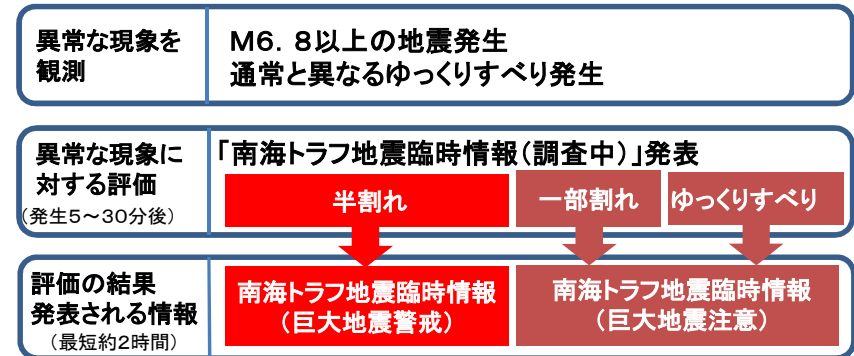 異常な現象を
観測
M6.8以上の地震発生
通常と異なるゆっくりすべり発生
異常な現象に
対する評価
(発生5~30分後)
「南海トラフ地震臨時情報(調査中)」発表
半割れ
一部割れ
ゆっくりすべり
評価の結果
発表される情報
(最短約2時間)
南海トラフ地震臨時情報
(巨大地震警戒)
南海トラフ地震臨時情報
(巨大地震注意)